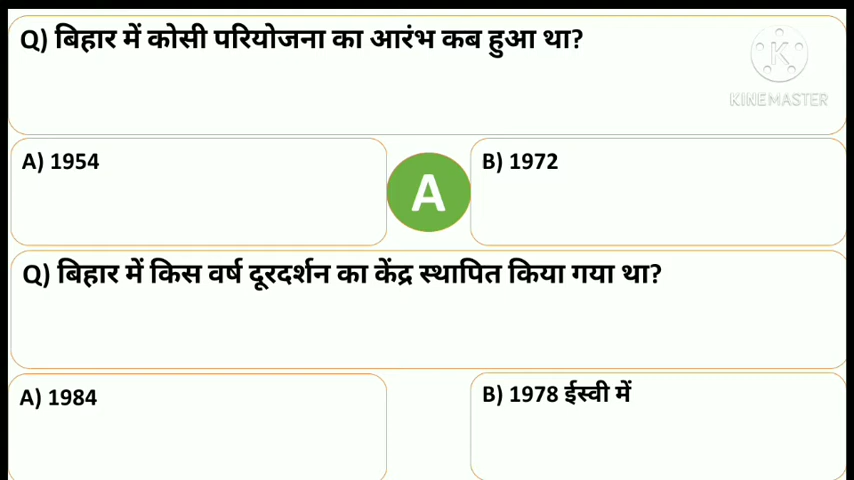 Q) बिहार में कोसी परियोजना का आरंभ कब हुआ था?
K
KINEMASTER
A) 1954
A
B) 1972
Q) बिहार में किस वर्ष दूरदर्शन का केंद्र स्थापित किया गया था?
A) 1984
B) 1978 ईस्वी में